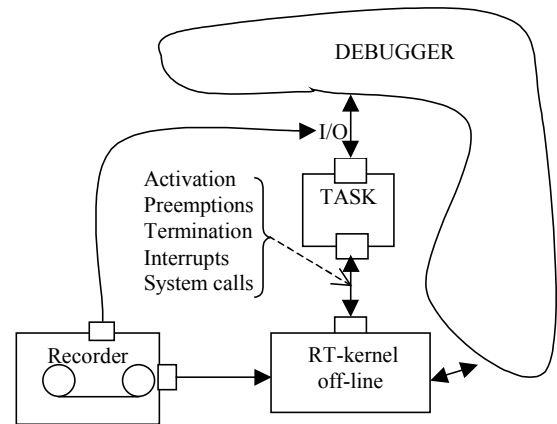 DEBUGGER
I/O
TASK
Activation
Preemptions
Termination
Interrupts
System calls
Recorder
RT-kernel
off-line